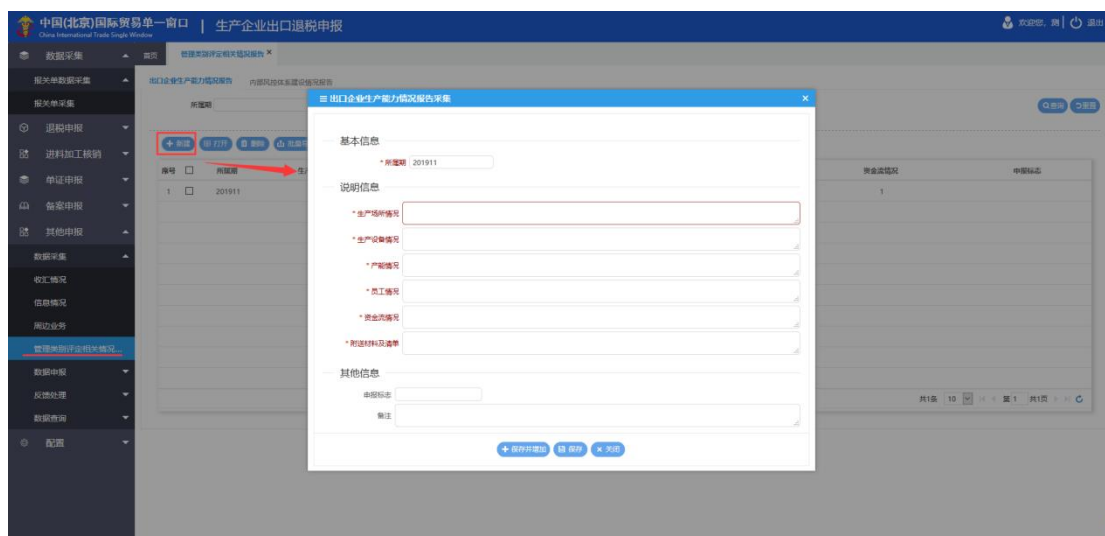 中国(北京)国际贸易单一窗口 | 生产企业出口退税申报
China International Trade Single Window
退出
数据采集
首页
管理类别评定相关情况报告 ×
报关单数据采集
出口企业生产能力情况报告
内部风控体系建设情况报告
报关单采集
所属期
查询
重置
退税申报
进料加工核销
单证申报
备案申报
其他申报
数据采集
收汇情况
信息情况
周边业务
管理类别评定相关情况...
数据申报
反馈处理
数据查询
配置
+ 新建
打开
删除
序号
所属期
资金流情况
申报标志
1
201911
1
共1条
10
第 1
共1页
出口企业生产能力情况报告采集
×
基本信息
* 所属期 201911
说明信息
* 生产场所情况
* 生产设备情况
* 产能情况
* 员工情况
* 资金流情况
* 附送材料及清单
其他信息
申报标志
备注
+ 保存并增加
保存
× 关闭